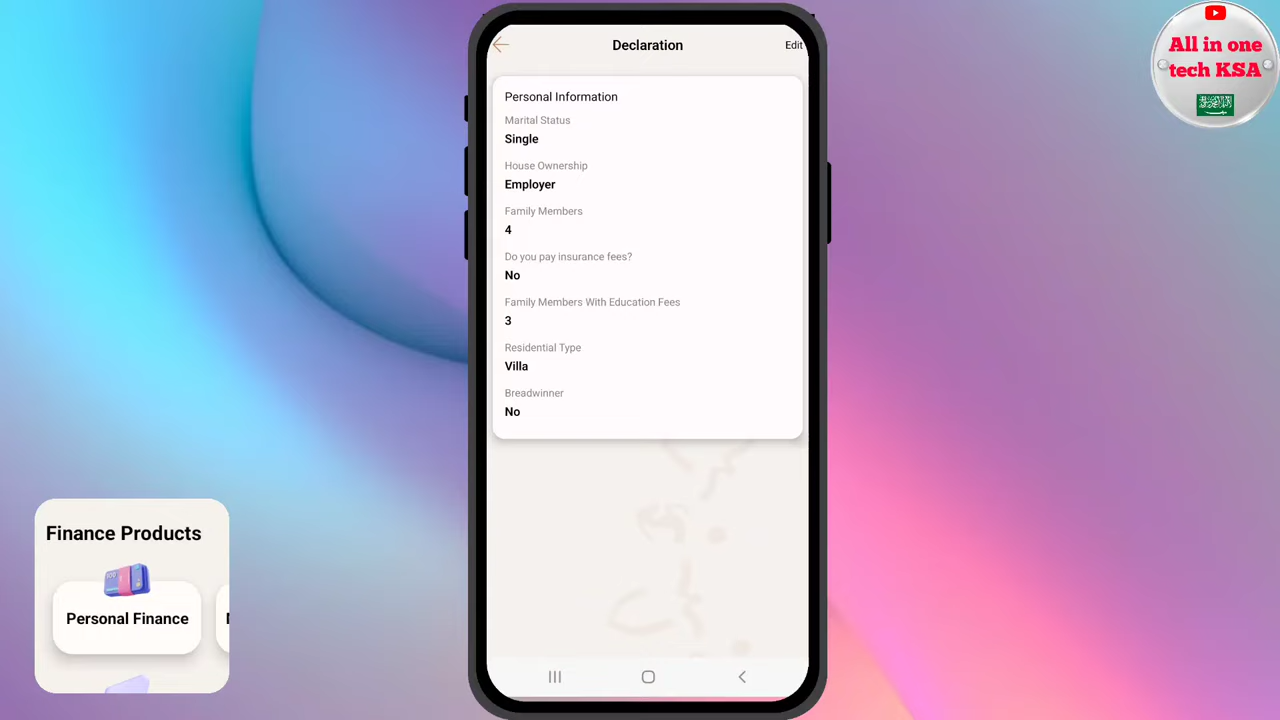 Declaration
Edit
Personal Information
Marital Status
Single
House Ownership
Employer
Family Members
4
Do you pay insurance fees?
No
Family Members With Education Fees
3
Residential Type
Villa
Breadwinner
No
Finance Products
Personal Finance
All in one
tech KSA